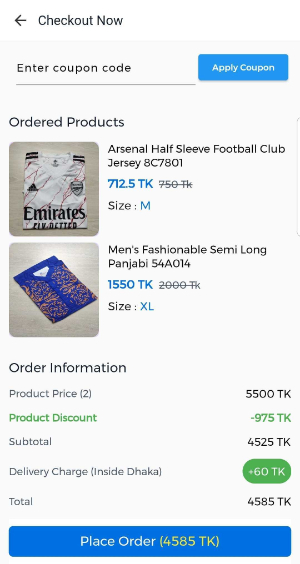 Checkout Now
Enter coupon code
Apply Coupon
Ordered Products
Arsenal Half Sleeve Football Club
Jersey 8C7801
712.5 TK 750 Tk
Size : M
Emirates
FLY BETTER
Men's Fashionable Semi Long
Panjabi 54A014
1550 TK 2000 Tk
Size : XL
Order Information
Product Price (2) 5500 TK
Product Discount -975 TK
Subtotal 4525 TK
Delivery Charge (Inside Dhaka) +60 TK
Total 4585 TK
Place Order (4585 TK)